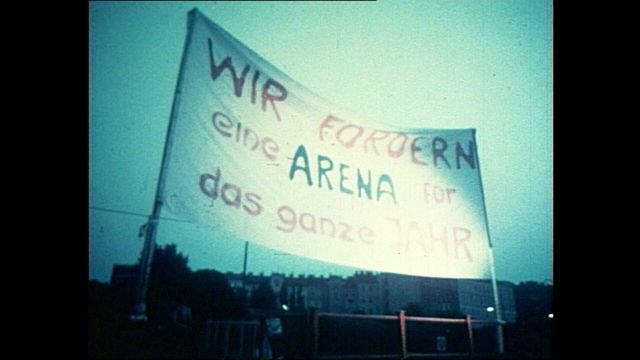 WIR FORDERN
eine ARENA für
das ganze JAHR